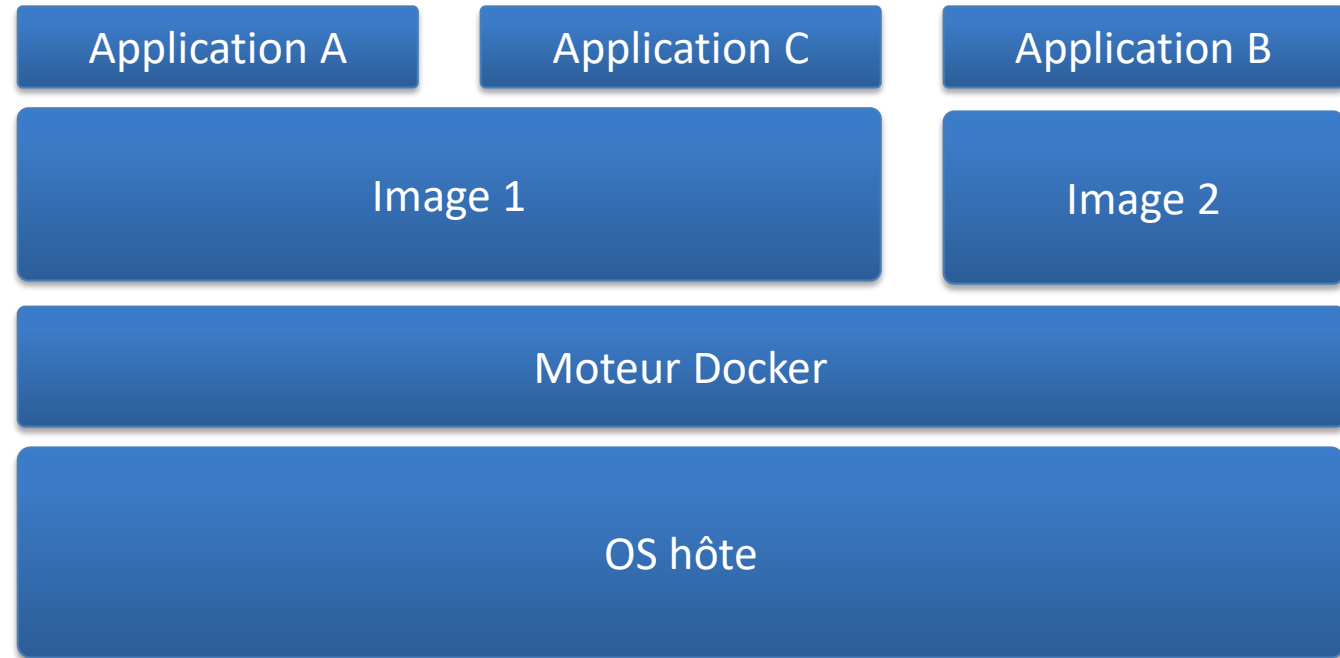 Application A
Application C
Application B
Image 1
Image 2
Moteur Docker
OS hôte